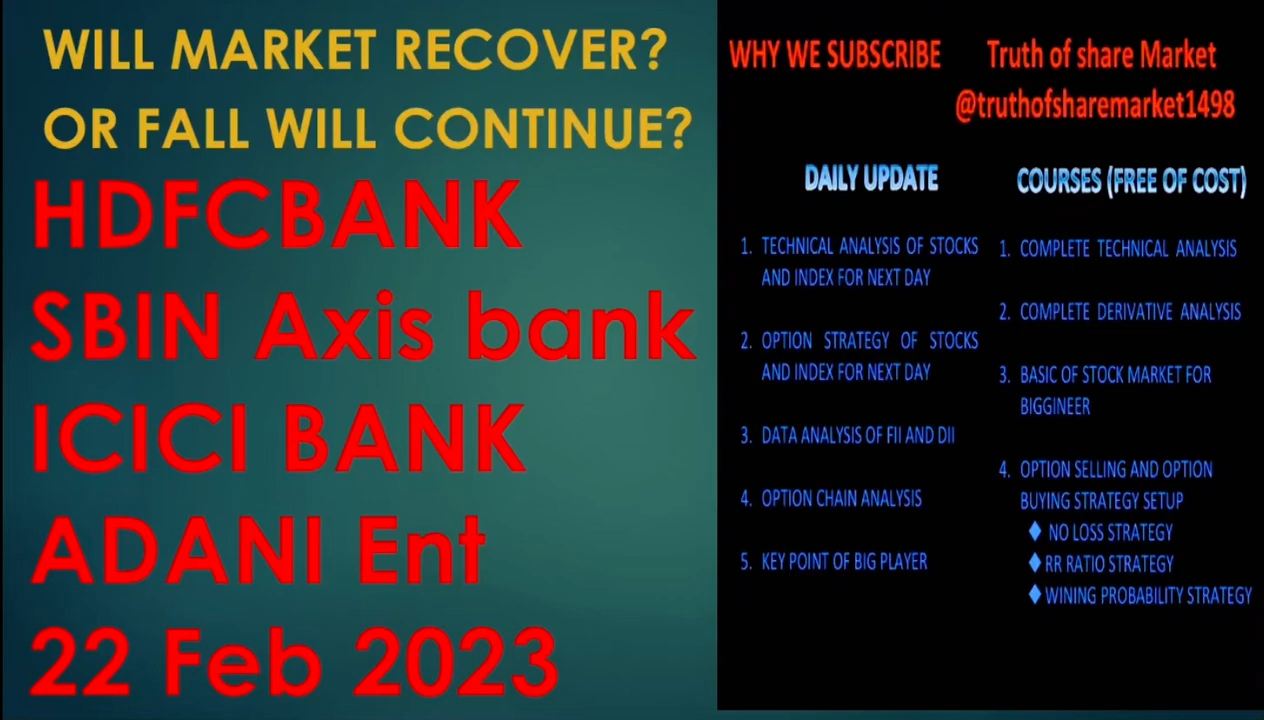 WILL MARKET RECOVER?
OR FALL WILL CONTINUE?
HDFCBANK
SBIN Axis bank
ICICI BANK
ADANI Ent
22 Feb 2023
WHY WE SUBSCRIBE
Truth of share Market
@truthofsharemarket1498
DAILY UPDATE
1. TECHNICAL ANALYSIS OF STOCKS
AND INDEX FOR NEXT DAY
2. OPTION STRATEGY OF STOCKS
AND INDEX FOR NEXT DAY
3. DATA ANALYSIS OF FII AND DII
4. OPTION CHAIN ANALYSIS
5. KEY POINT OF BIG PLAYER
COURSES (FREE OF COST)
1. COMPLETE TECHNICAL ANALYSIS
2. COMPLETE DERIVATIVE ANALYSIS
3. BASIC OF STOCK MARKET FOR
BIGGINEER
4. OPTION SELLING AND OPTION
BUYING STRATEGY SETUP
◆ NO LOSS STRATEGY
◆ RR RATIO STRATEGY
◆ WINING PROBABILITY STRATEGY